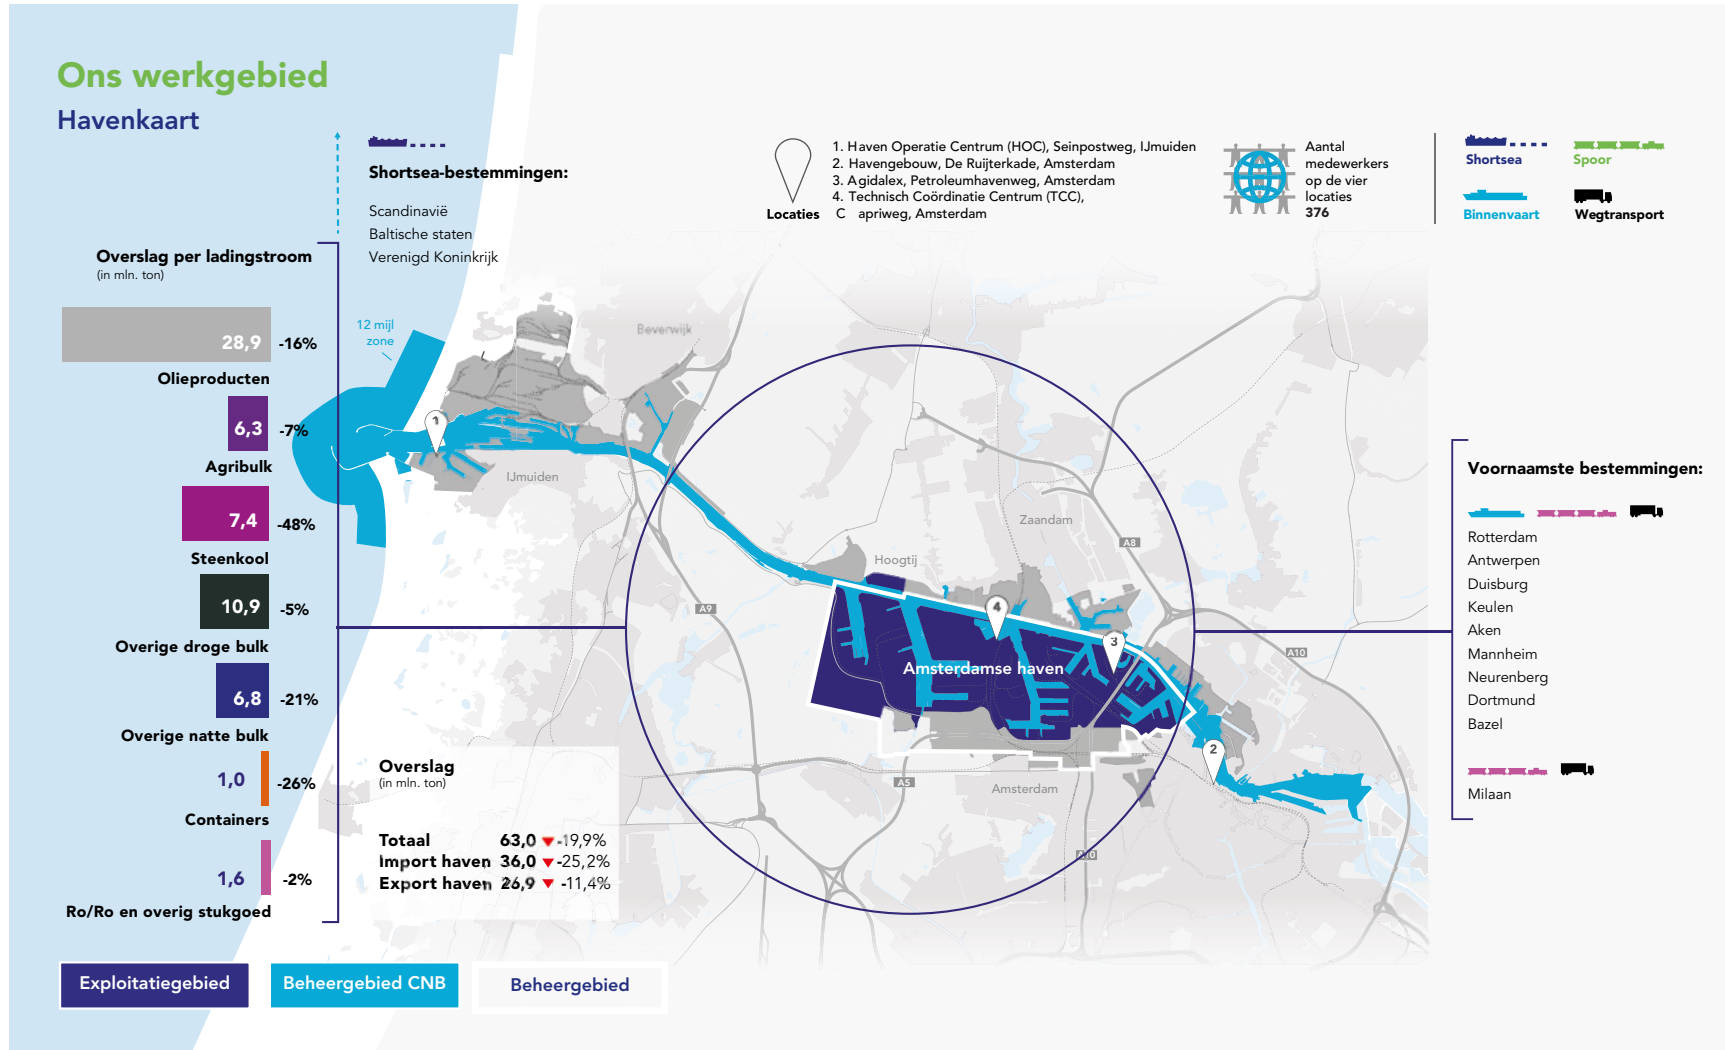 Ons werkgebied
Havenkaart
Shortsea-bestemmingen:
Scandinavië
Baltische staten
Verenigd Koninkrijk
Locaties
1. Haven Operatie Centrum (HOC), Seinpostweg, IJmuiden
2. Havengebouw, De Ruijterkade, Amsterdam
3. Agidalex, Petroleumhavenweg, Amsterdam
4. Technisch Coördinatie Centrum (TCC),
C apriweg, Amsterdam
Aantal
medewerkers
op de vier
locaties
376
Shortsea
Spoor
Binnenvaart
Wegtransport
Overslag per ladingstroom
(in mln. ton)
28,9 -16%
Olieproducten
6,3 -7%
Agribulk
7,4 -48%
Steenkool
10,9 -5%
Overige droge bulk
6,8 -21%
Overige natte bulk
1,0 -26%
Containers
1,6 -2%
Ro/Ro en overig stukgoed
12 mijl
zone
Beverwijk
1
IJmuiden
Zaandam
A8
Hoogtij
A9
4
3
Amsterdamse haven
A10
2
A5
Amsterdam
A10
Overslag
(in mln. ton)
Totaal 63,0 ▼ -19,9%
Import haven 36,0 ▼ -25,2%
Export haven 26,9 ▼ -11,4%
Voornaamste bestemmingen:
Rotterdam
Antwerpen
Duisburg
Keulen
Aken
Mannheim
Neurenberg
Dortmund
Bazel
Milaan
Exploitatiegebied
Beheergebied CNB
Beheergebied